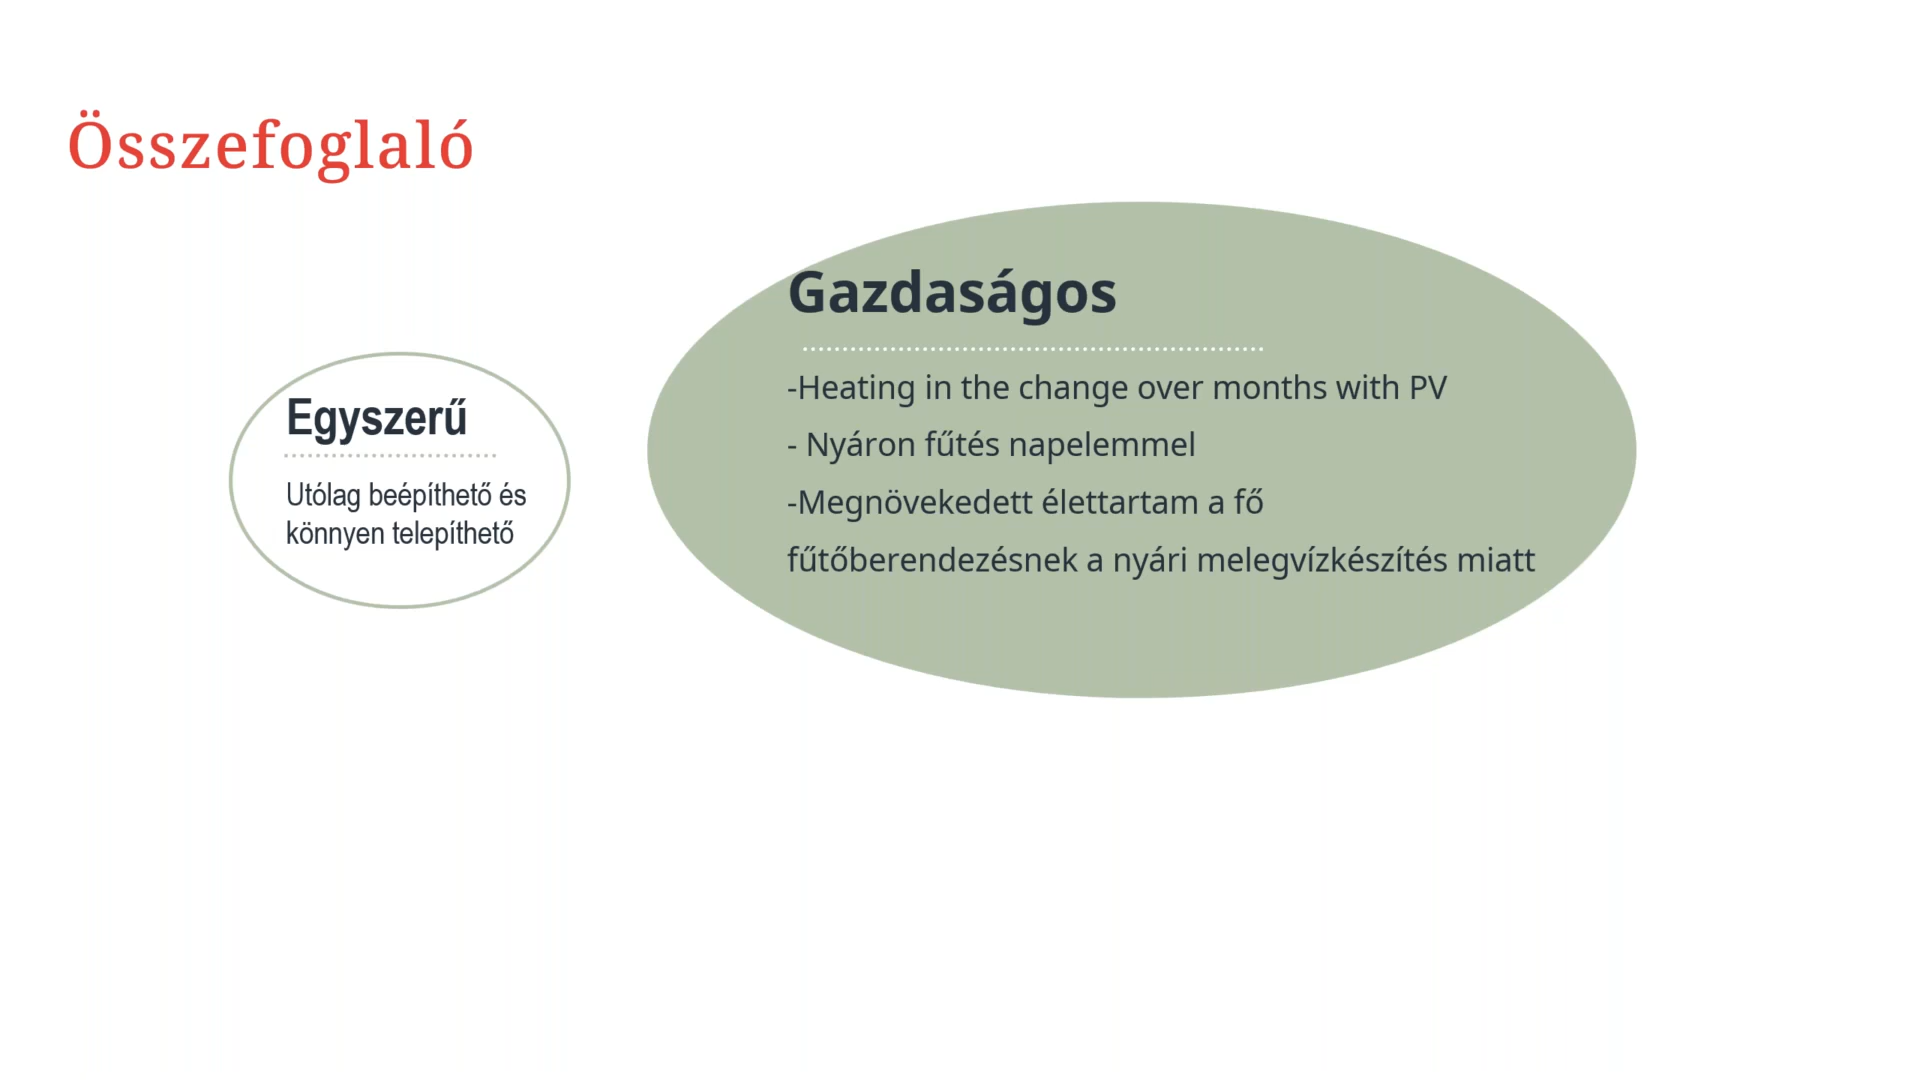 Összefoglaló
Egyszerű
Utólag beépíthető és
könnyen telepíthető
Gazdaságos
-Heating in the change over months with PV
- Nyáron fűtés napelemmel
-Megnövekedett élettartam a fő
fűtőberendezésnek a nyári melegvízkészítés miatt